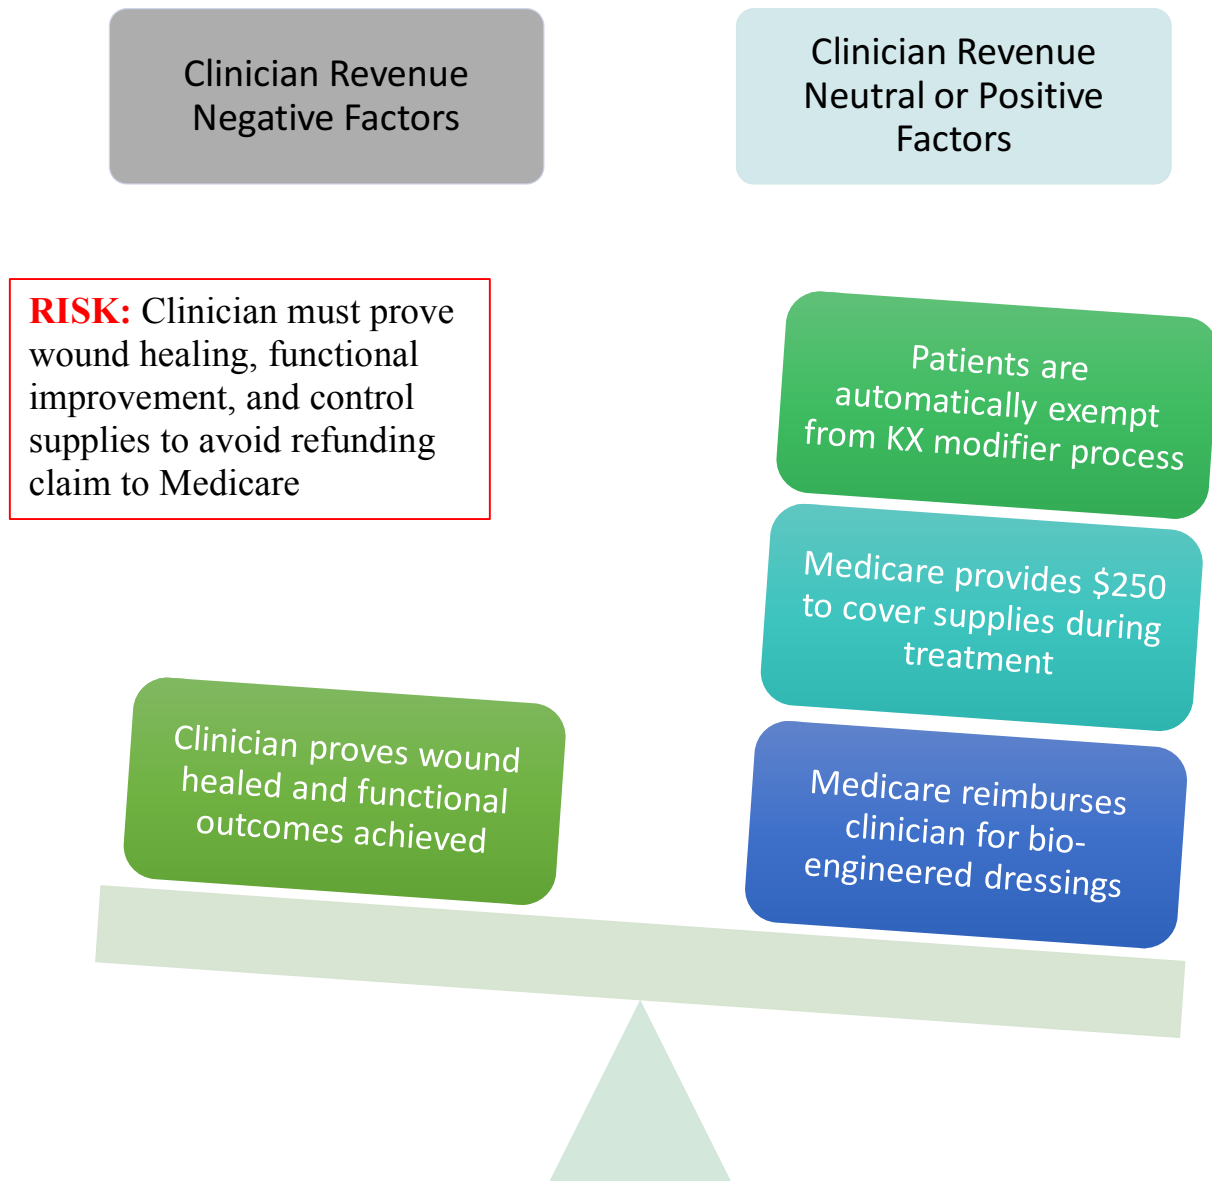 Clinician Revenue
Negative Factors
Clinician Revenue
Neutral or Positive
Factors
RISK: Clinician must prove
wound healing, functional
improvement, and control
supplies to avoid refunding
claim to Medicare
Patients are
automatically exempt
from KX modifier process
Medicare provides $250
to cover supplies during
treatment
Clinician proves wound
healed and functional
outcomes achieved
Medicare reimburses
clinician for bio-
engineered dressings